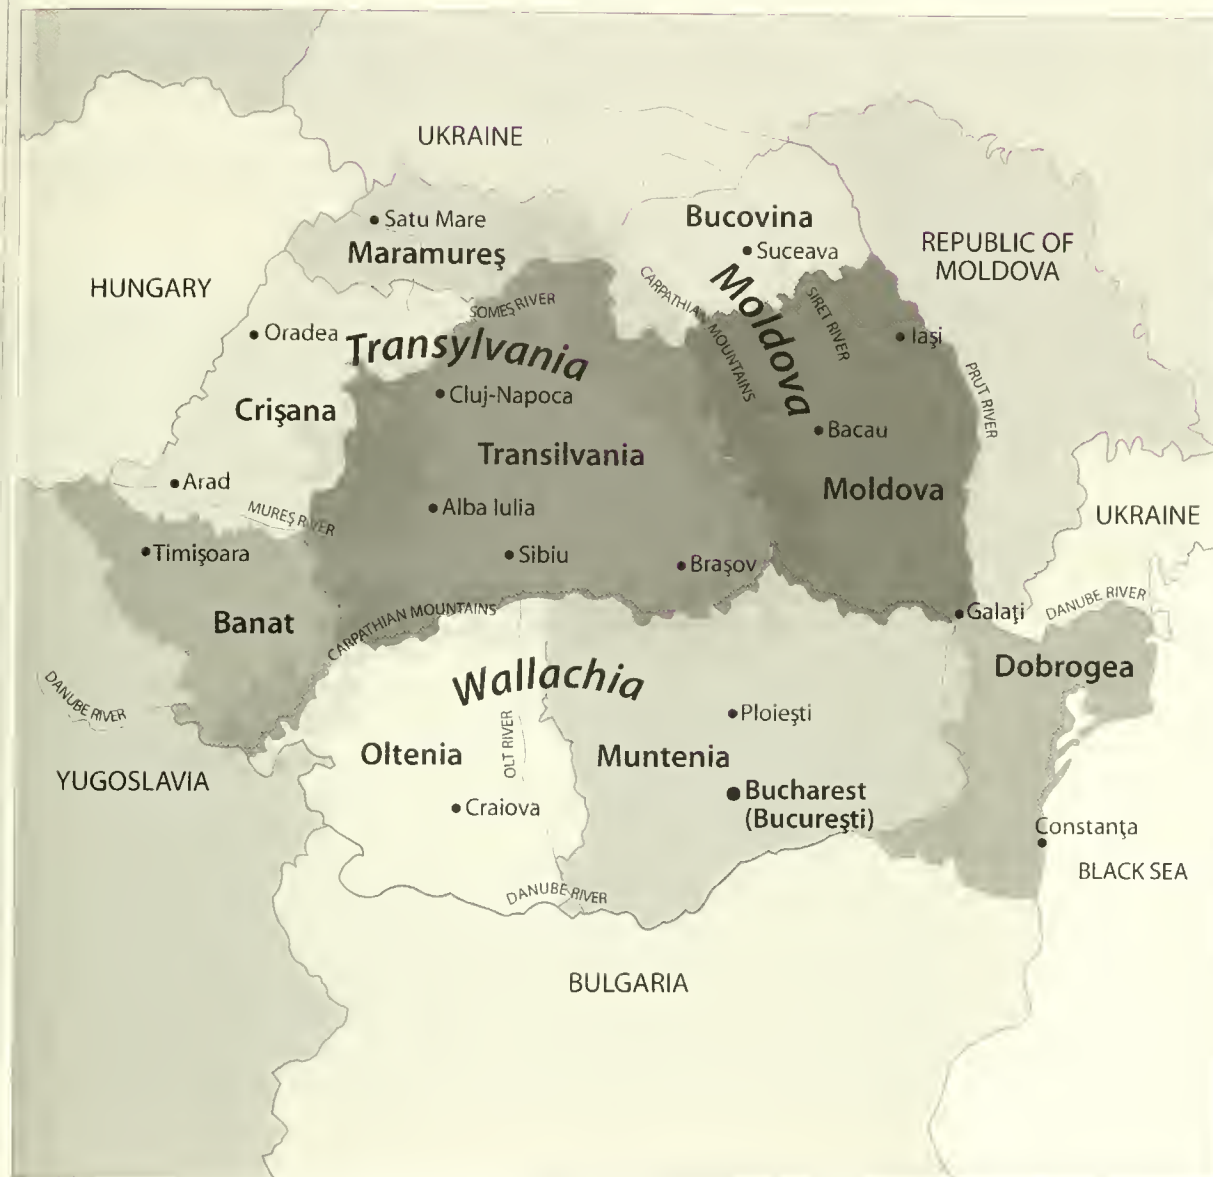 UKRAINE
Satu Mare
Maramureş
Bucovina
Suceava
REPUBLIC OF
MOLDOVA
HUNGARY
Oradea
SOMEŞ RIVER
Transylvania
CARPATHIAN MOUNTAINS
Moldova
SIRET RIVER
Iaşi
PRUT RIVER
Cluj-Napoca
Crişana
Bacau
Transilvania
Moldova
Arad
MUREŞ RIVER
Alba Iulia
UKRAINE
Timişoara
Sibiu
Braşov
Banat
CARPATHIAN MOUNTAINS
Galaţi
DANUBE RIVER
Wallachia
Dobrogea
DANUBE RIVER
OLT RIVER
Ploieşti
YUGOSLAVIA
Oltenia
Muntenia
Bucharest
(Bucureşti)
Craiova
Constanţa
BLACK SEA
DANUBE RIVER
BULGARIA